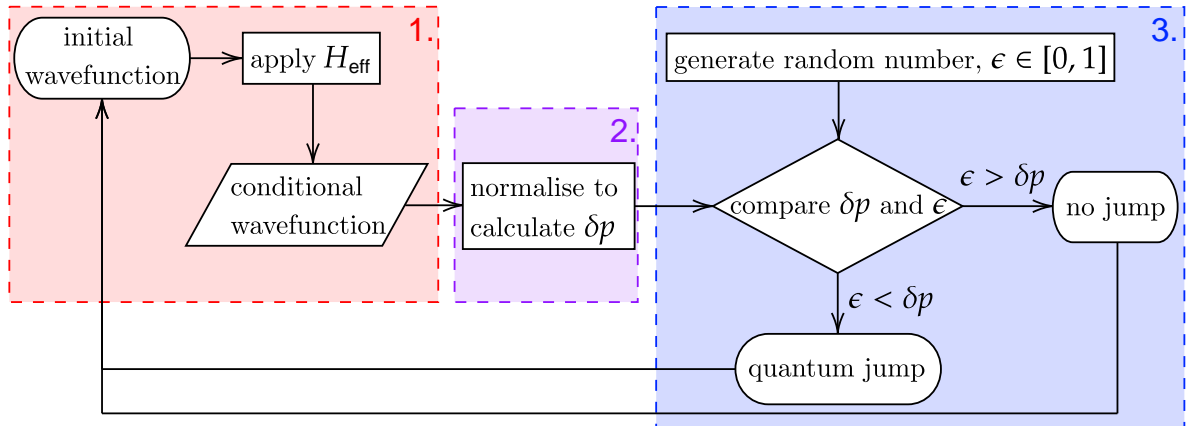 1.
initial
wavefunction
apply H_eff
conditional
wavefunction
2.
normalise to
calculate δp
3.
generate random number, ϵ ∈ [0, 1]
compare δp and ϵ
ϵ > δp
no jump
ϵ < δp
quantum jump